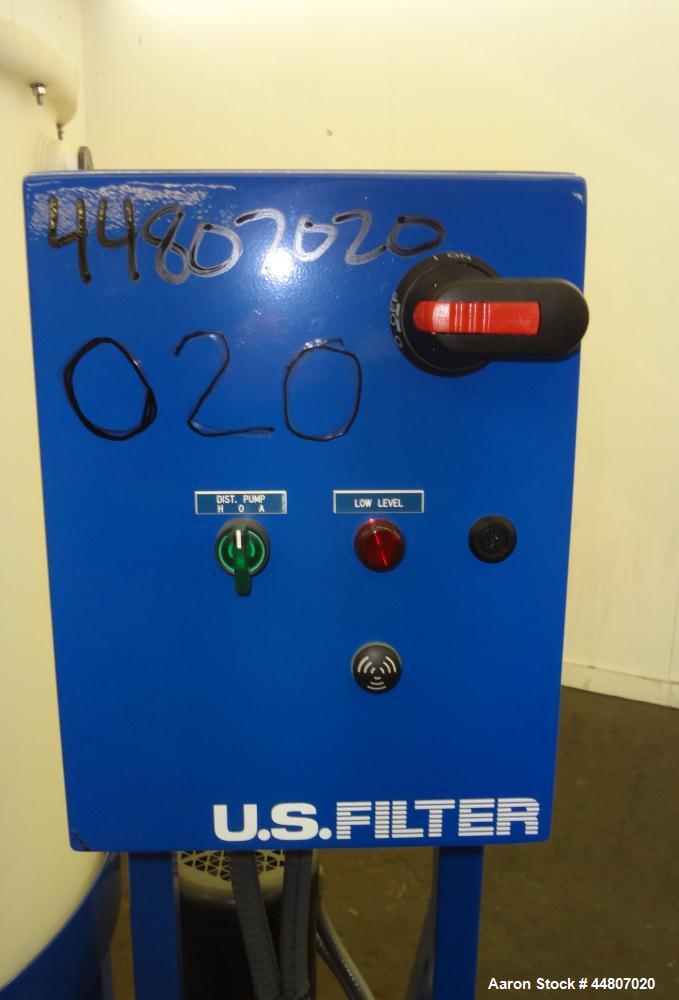 44807020
I ON
O OFF
020
DIST. PUMP
H O A
LOW LEVEL
U.S.FILTER
Aaron Stock # 44807020